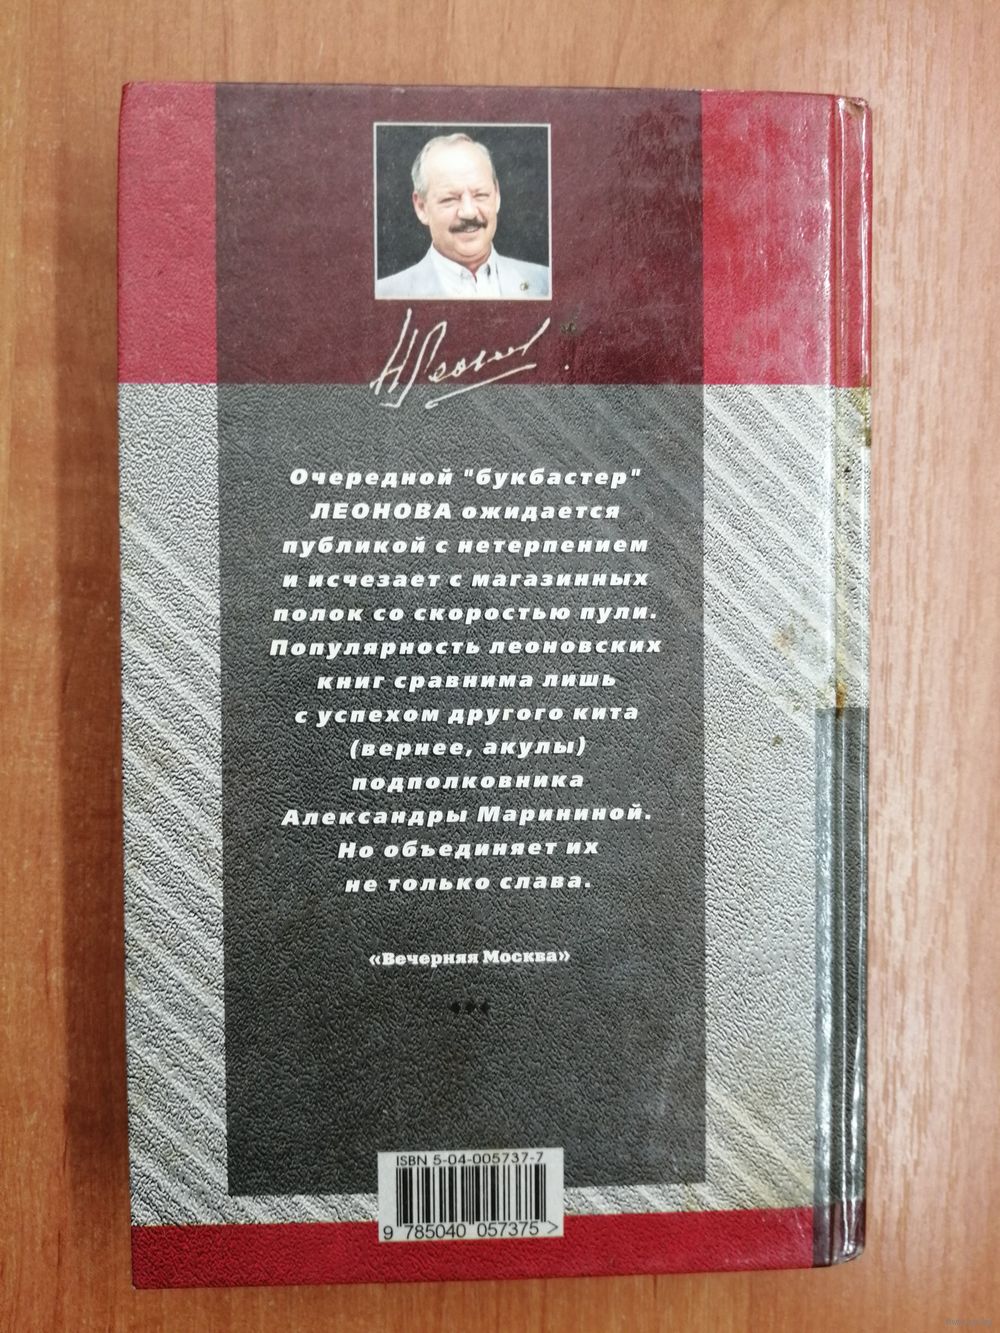 Н Леонов
Очередной "букбастер"
ЛЕОНОВА ожидается
публикой с нетерпением
и исчезает с магазинных
полок со скоростью пули.
Популярность леоновских
книг сравнима лишь
с успехом другого кита
(вернее, акулы)
подполковника
Александры Марининой.
Но объединяет их
не только слава.
«Вечерняя Москва»
ISBN 5-04-005737-7
9 785040 057375 >